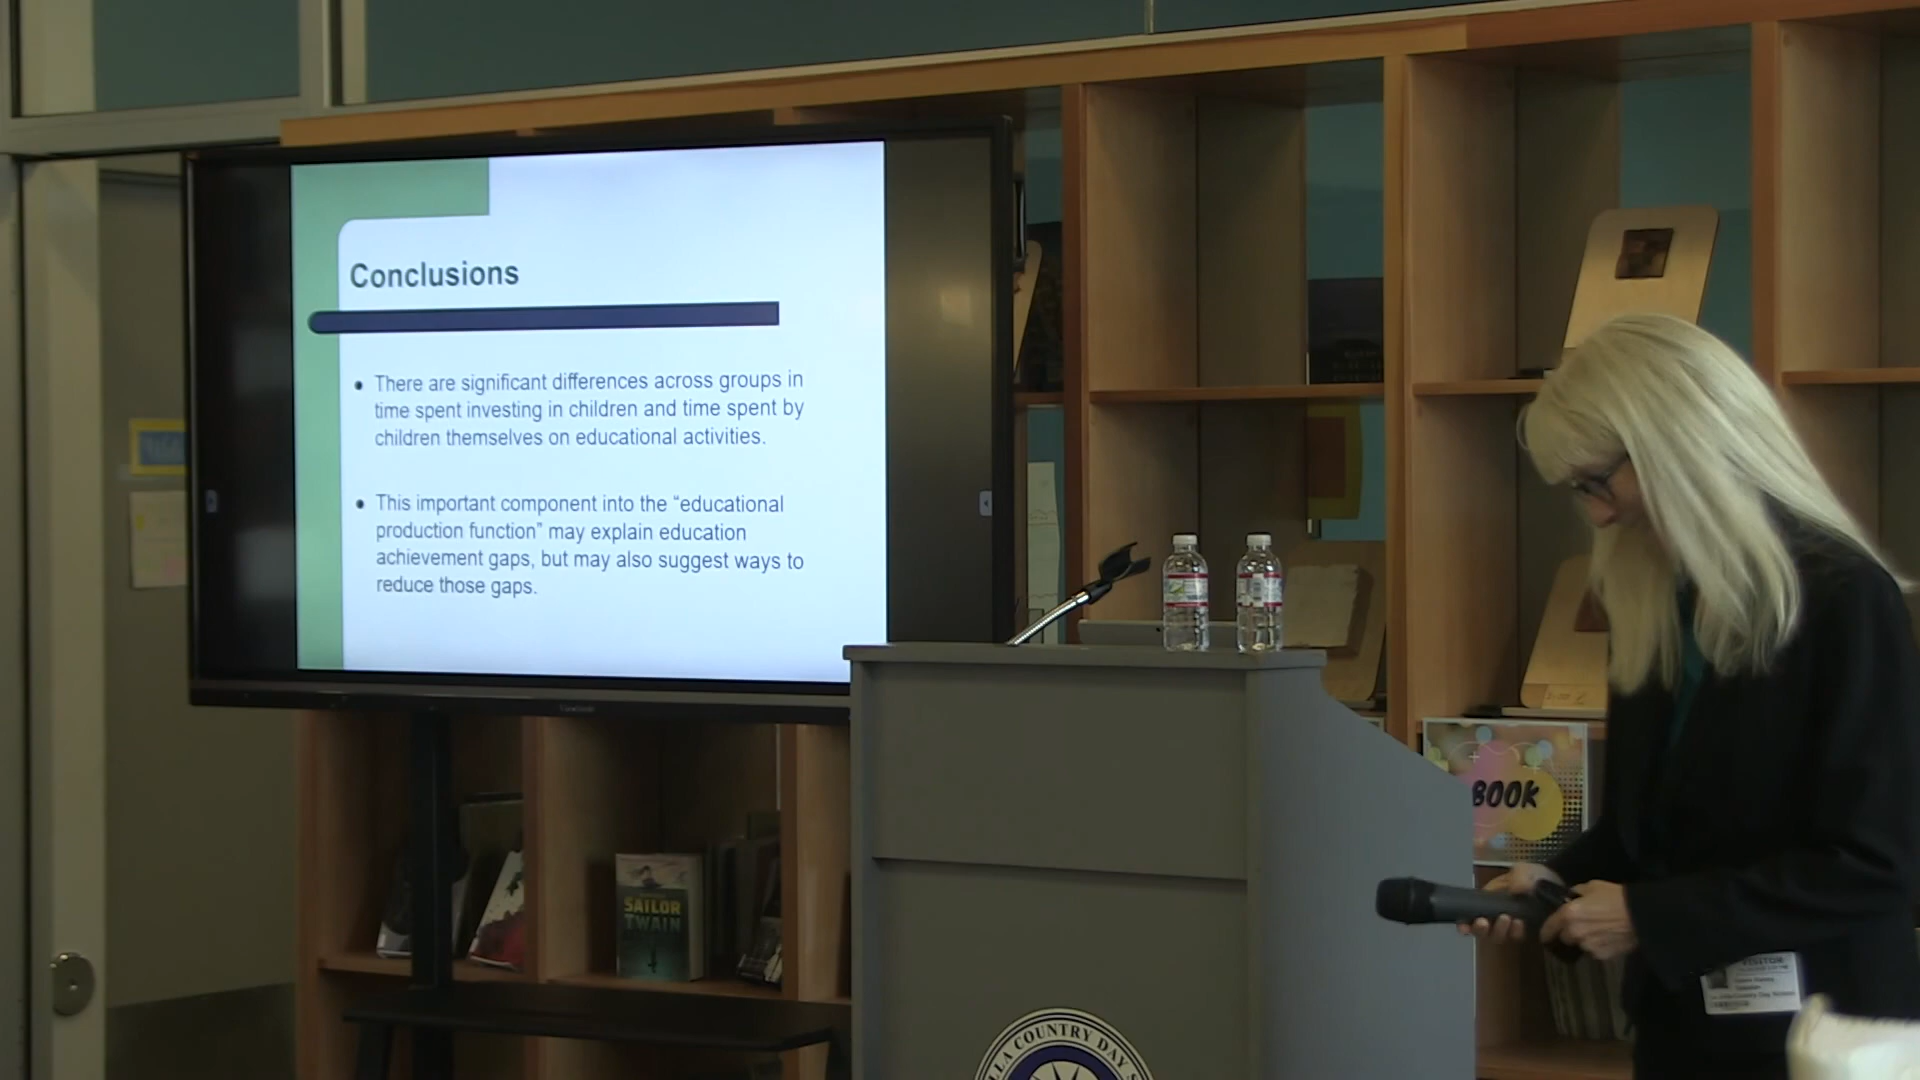 Conclusions
There are significant differences across groups in
time spent investing in children and time spent by
children themselves on educational activities.
This important component into the “educational
production function” may explain education
achievement gaps, but may also suggest ways to
reduce those gaps.
SAILOR
TWAIN
BOOK
LLA COUNTRY DAY S
VISITOR